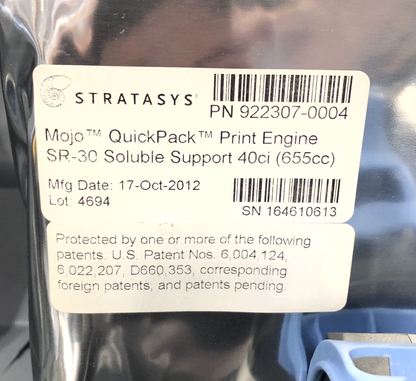 STRATASYS
PN 922307-0004
Mojo™ QuickPack™ Print Engine
SR-30 Soluble Support 40ci (655cc)
Mfg Date: 17-Oct-2012
Lot: 4694
SN 164610613
Protected by one or more of the following
patents: U.S. Patent Nos. 6,004,124,
6,022,207, D660,353, corresponding
foreign patents, and patents pending.